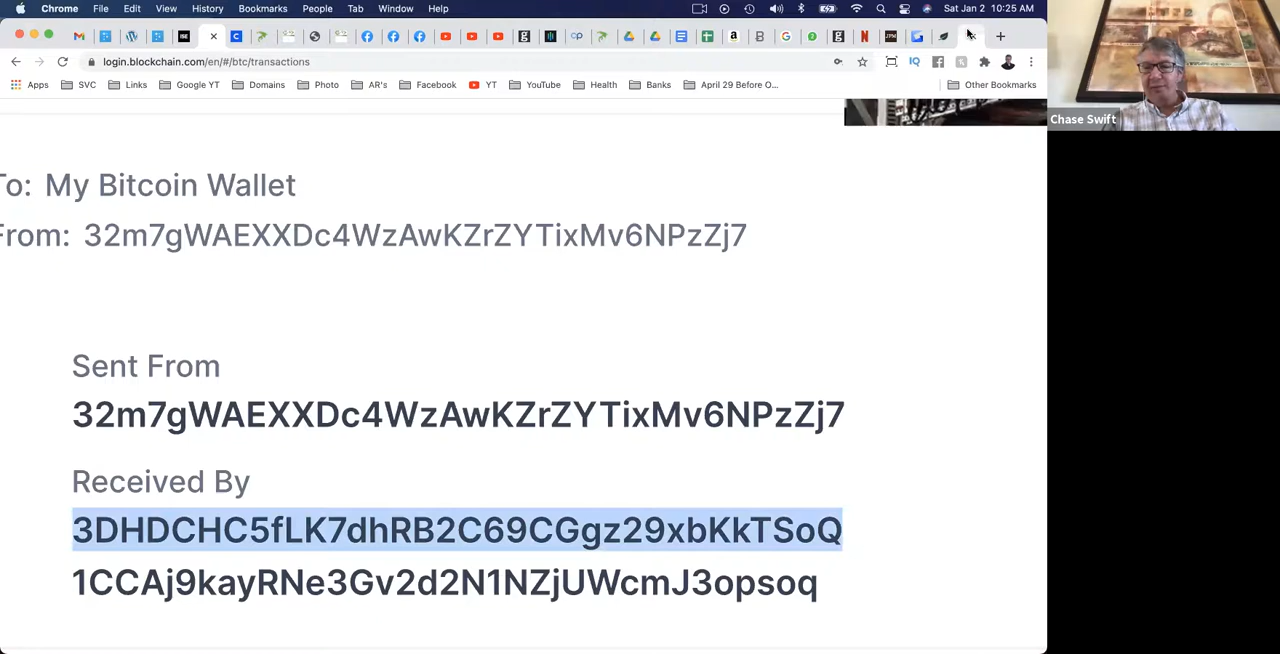 Chrome File Edit View History Bookmarks People Tab Window Help Sat Jan 2 10:25 AM
login.blockchain.com/en/#/btc/transactions
Apps SVC Links Google YT Domains Photo AR's Facebook YT YouTube Health Banks April 29 Before O... Other Bookmarks
Chase Swift
To: My Bitcoin Wallet
From: 32m7gWAEXXDc4WzAwKZrZYTixMv6NPzZj7
Sent From
32m7gWAEXXDc4WzAwKZrZYTixMv6NPzZj7
Received By
3DHDCHC5fLK7dhRB2C69CGgz29xbKkTSoQ
1CCAj9kayRNe3Gv2d2N1NZjUWcmJ3opsoq